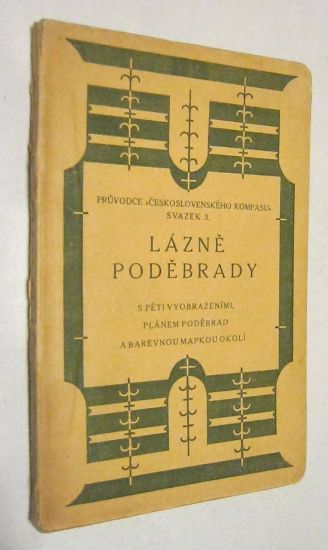 PRŮVODCE »ČESKOSLOVENSKÉHO KOMPASU«
SVAZEK 3.
LÁZNĚ
PODĚBRADY
S PĚTI VYOBRAZENÍMI,
PLÁNEM PODĚBRAD
A BAREVNOU MAPKOU OKOLÍ